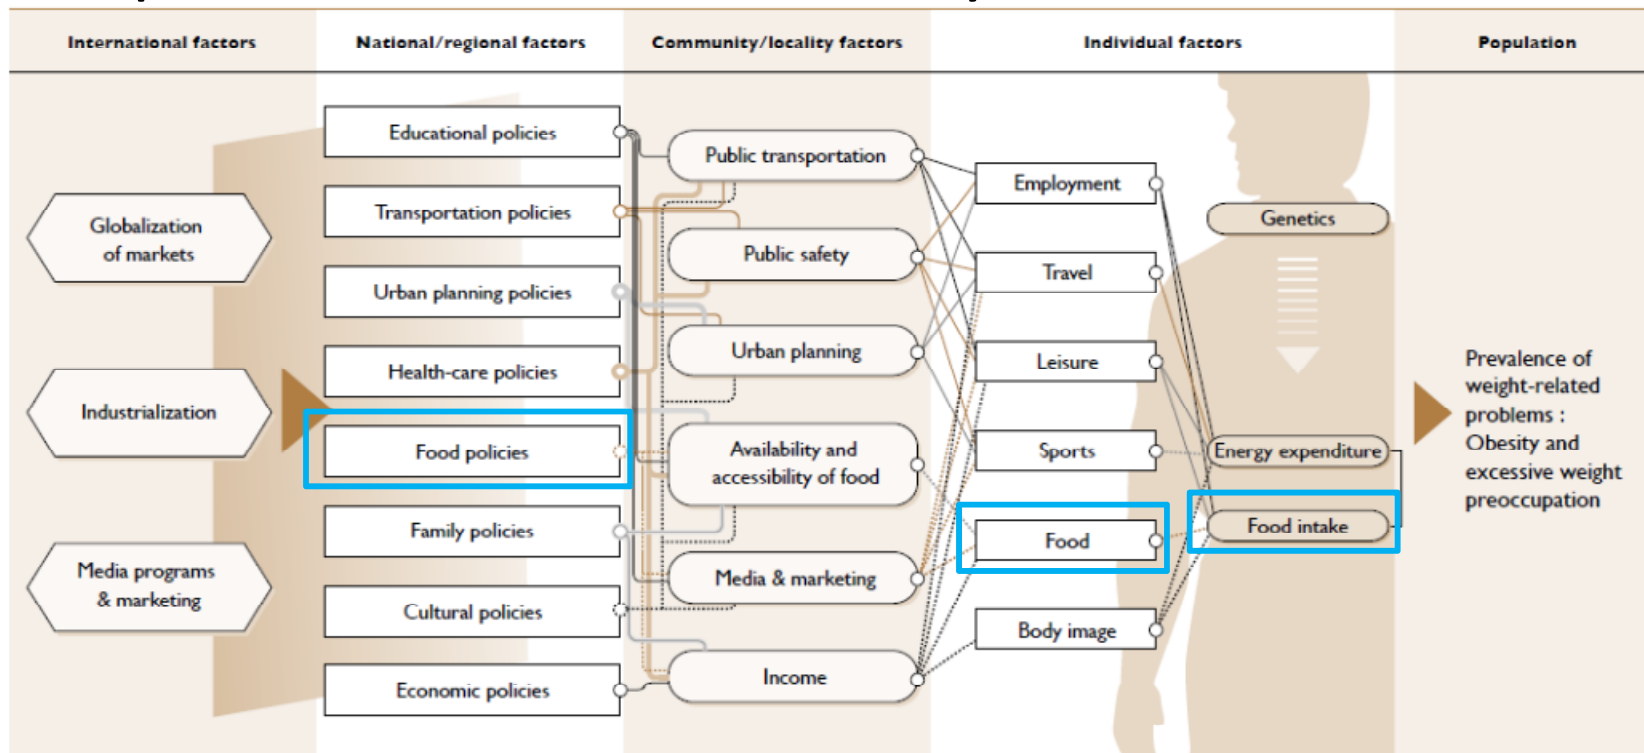 International factors
National/regional factors
Community/locality factors
Individual factors
Population
Globalization
of markets
Industrialization
Media programs
& marketing
Educational policies
Transportation policies
Urban planning policies
Health-care policies
Food policies
Family policies
Cultural policies
Economic policies
Public transportation
Public safety
Urban planning
Availability and
accessibility of food
Media & marketing
Income
Employment
Travel
Leisure
Sports
Food
Body image
Genetics
Energy expenditure
Food intake
Prevalence of
weight-related
problems :
Obesity and
excessive weight
preoccupation